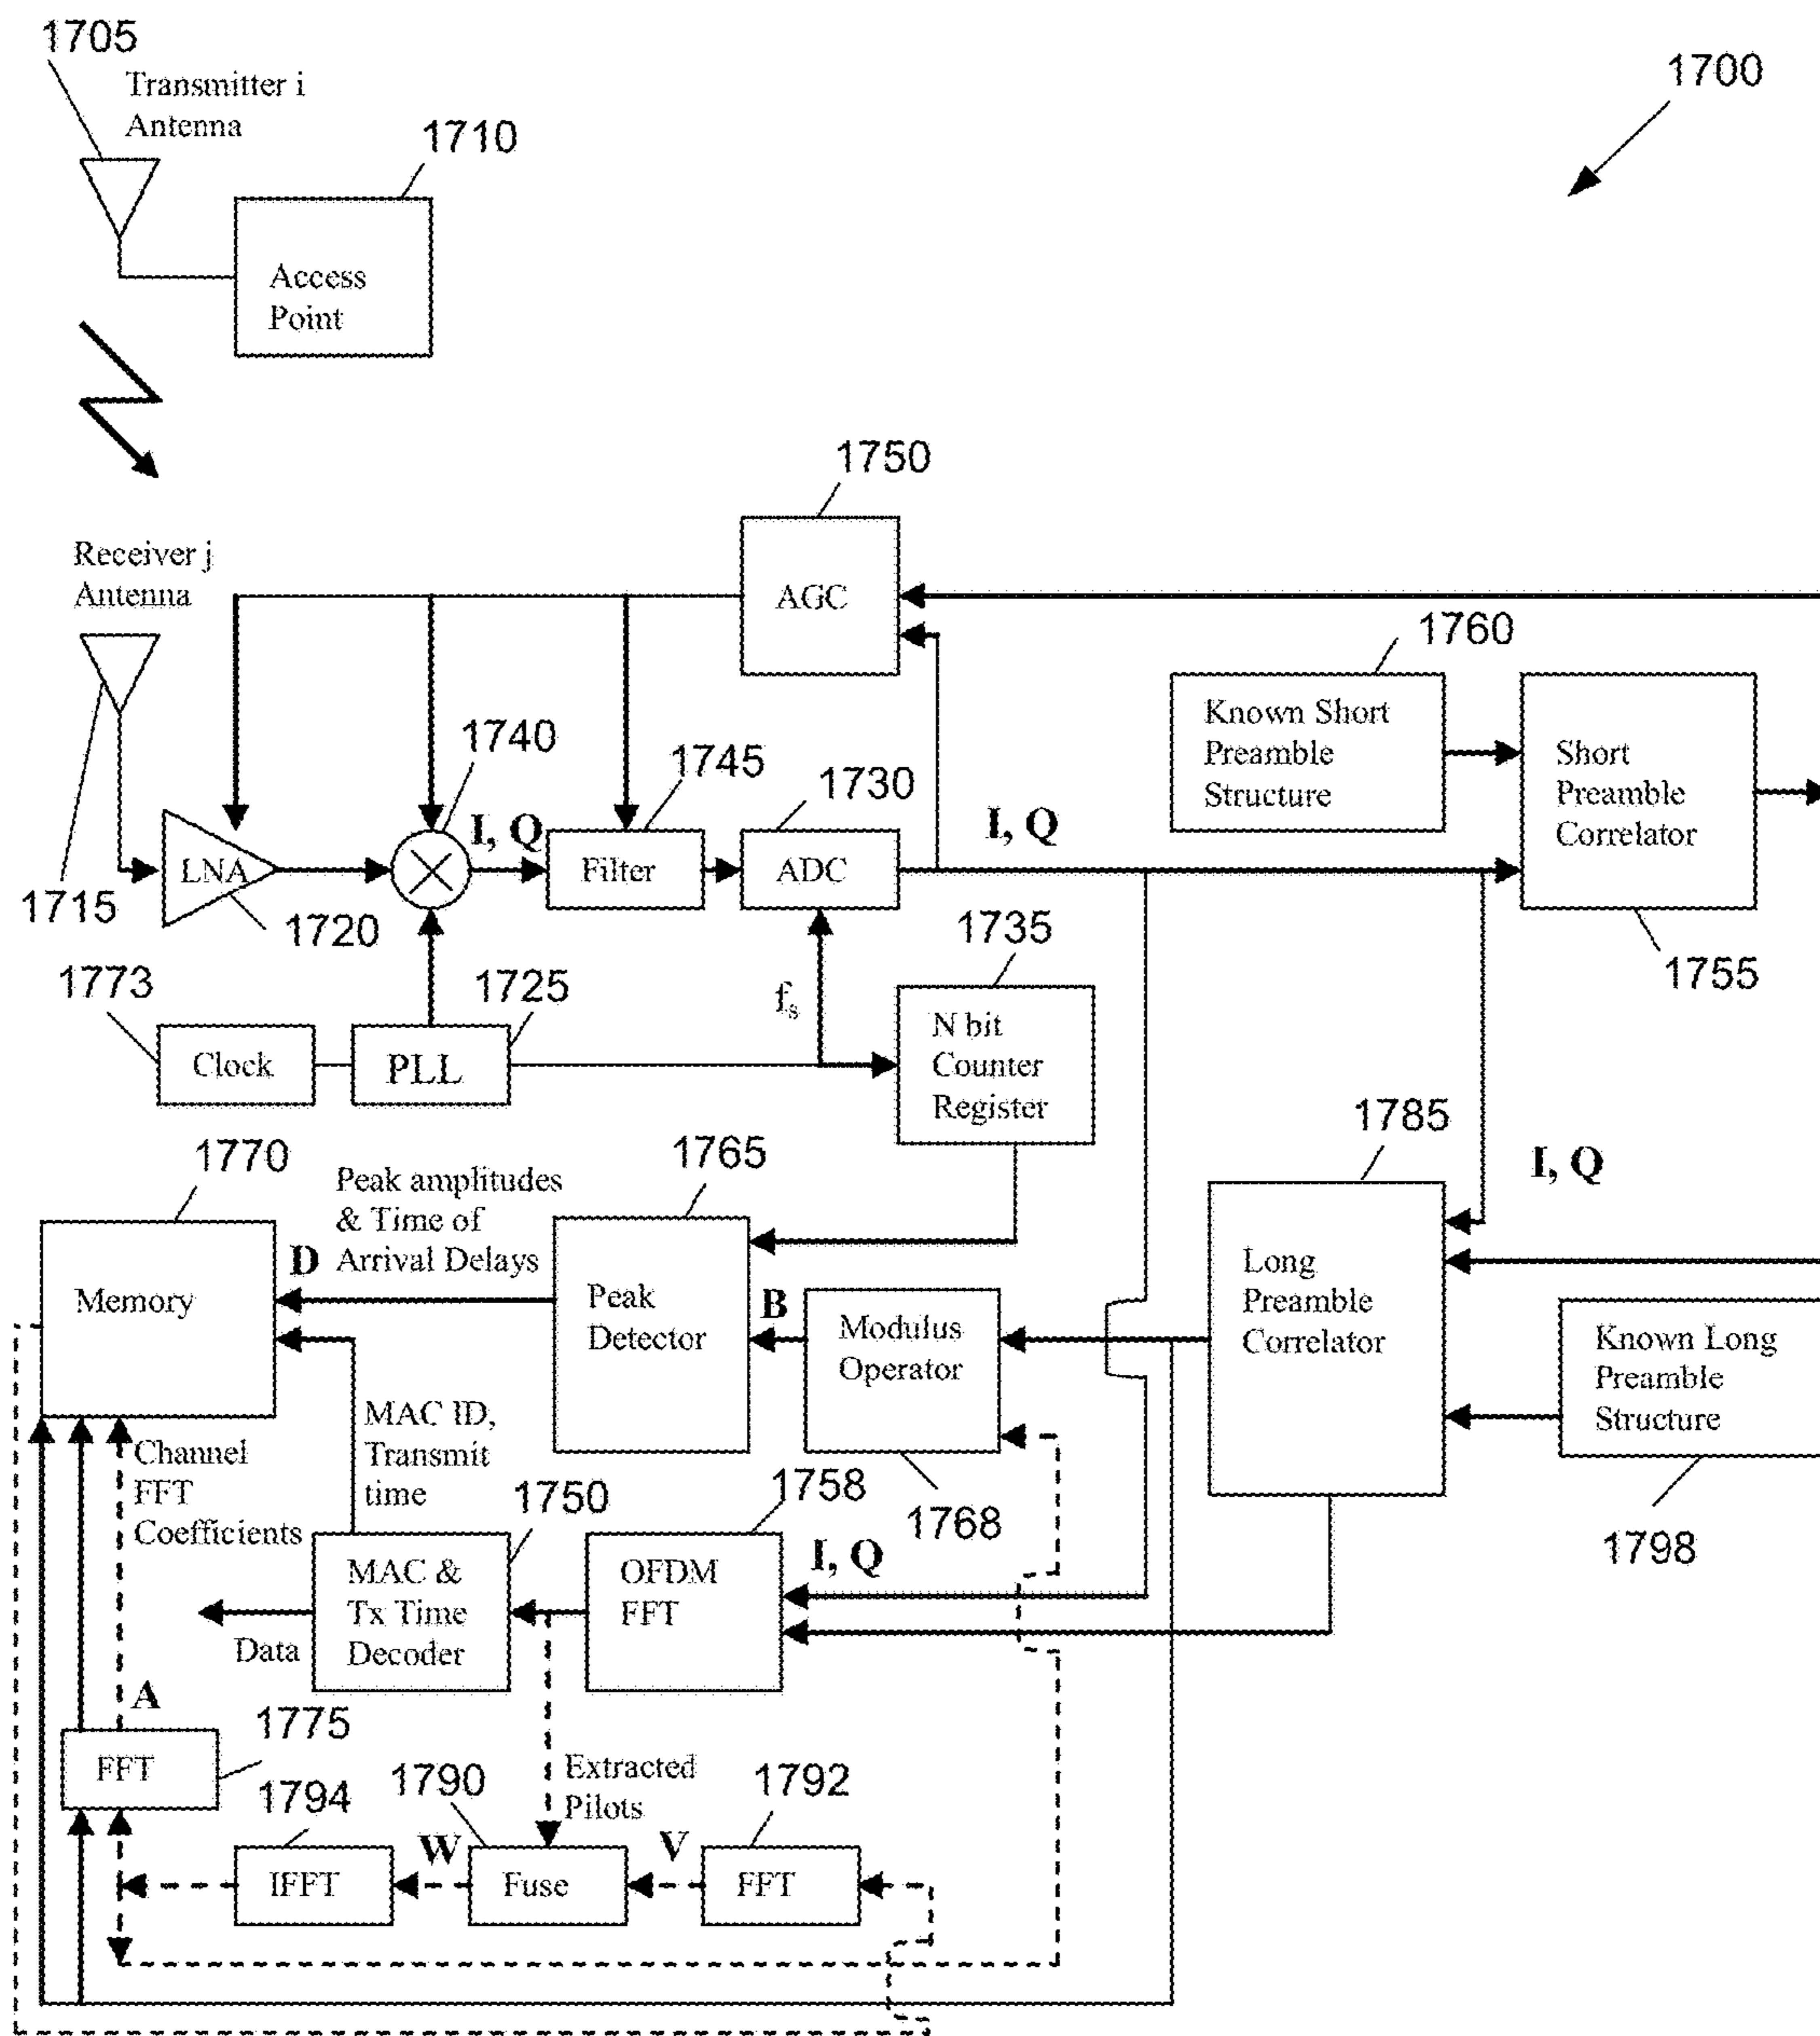 1705
Transmitter i
Antenna
1710
1700
Access
Point
1750
Receiver j
Antenna
AGC
1760
Known Short
Preamble
Structure
Short
Preamble
Correlator
1740
1745
1730
I, Q
I, Q
LNA
Filter
ADC
1715
1720
1735
1755
1773
1725
fs
N bit
Counter
Register
Clock
PLL
1785
1770
1765
I, Q
Peak amplitudes
& Time of
Arrival Delays
D
Memory
Peak
Detector
B
Modulus
Operator
Long
Preamble
Correlator
Known Long
Preamble
Structure
MAC ID,
Transmit
time
Channel
FFT
Coefficients
1750
1758
1768
1798
I, Q
MAC &
Tx Time
Decoder
OFDM
FFT
Data
A
1775
FFT
1794
1790
Extracted
Pilots
1792
W
V
IFFT
Fuse
FFT